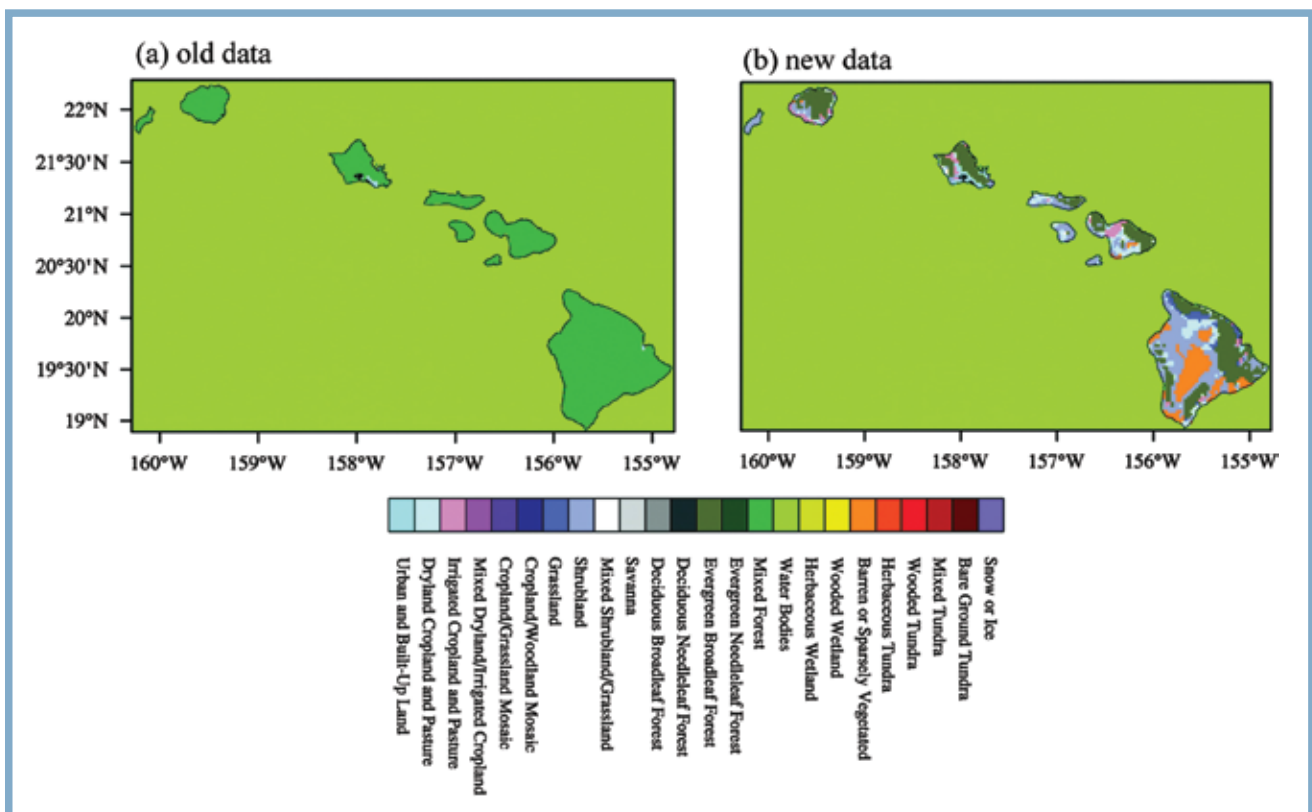 (a) old data
(b) new data
22°N
21°30'N
21°N
20°30'N
20°N
19°30'N
19°N
160°W 159°W 158°W 157°W 156°W 155°W
160°W 159°W 158°W 157°W 156°W 155°W
Urban and Built-Up Land
Dryland Cropland and Pasture
Irrigated Cropland and Pasture
Mixed Dryland/Irrigated Cropland
Cropland/Grassland Mosaic
Cropland/Woodland Mosaic
Grassland
Shrubland
Mixed Shrubland/Grassland
Savanna
Deciduous Broadleaf Forest
Deciduous Needleleaf Forest
Evergreen Broadleaf Forest
Evergreen Needleleaf Forest
Mixed Forest
Water Bodies
Herbaceous Wetland
Wooded Wetland
Barren or Sparsely Vegetated
Herbaceous Tundra
Wooded Tundra
Mixed Tundra
Bare Ground Tundra
Snow or Ice